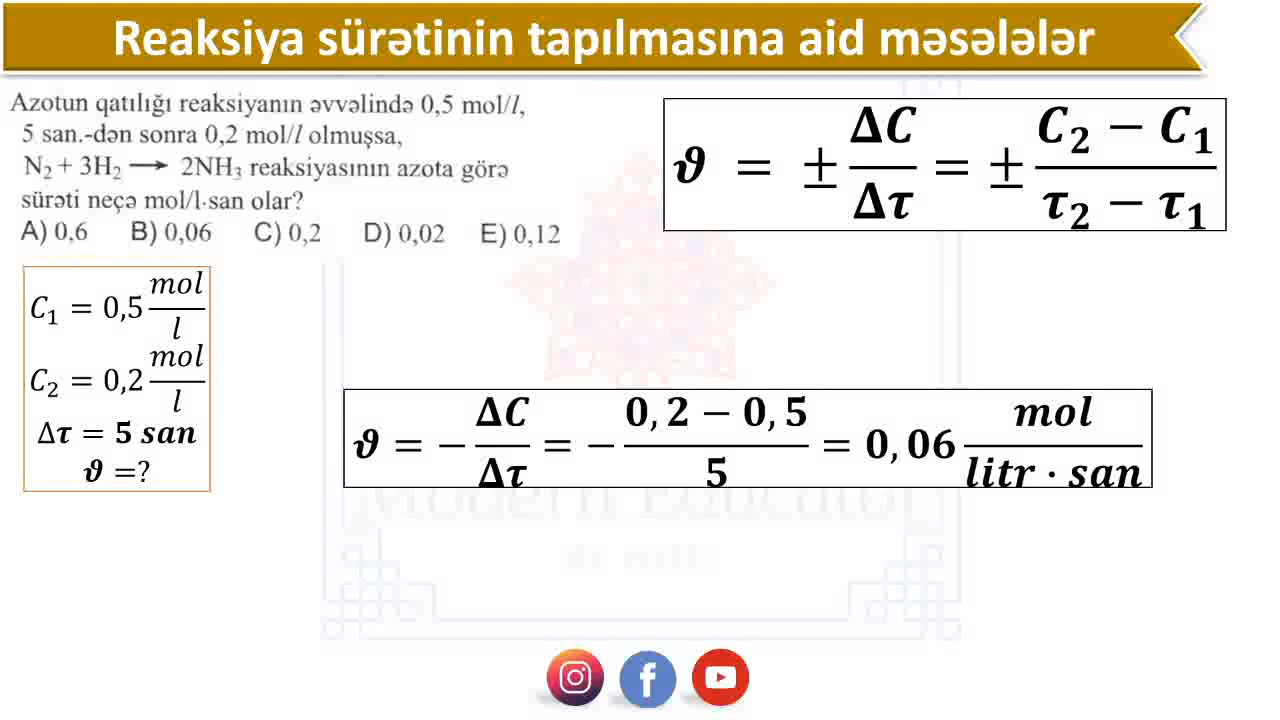 Reaksiya sürətinin tapılmasına aid məsələlər
Azotun qatılığı reaksiyanın əvvəlində 0,5 mol/l,
5 san.-dən sonra 0,2 mol/l olmuşsa,
N₂ + 3H₂ → 2NH₃ reaksiyasının azota görə
sürəti neçə mol/l·san olar?
A) 0,6 B) 0,06 C) 0,2 D) 0,02 E) 0,12
ϑ = ± ΔC/Δτ = ± (C₂ − C₁)/(τ₂ − τ₁)
C₁ = 0,5 mol/l
C₂ = 0,2 mol/l
Δτ = 5 san
ϑ =?
ϑ = − ΔC/Δτ = − (0,2 − 0,5)/5 = 0,06 mol/(litr · san)
Modern Educator